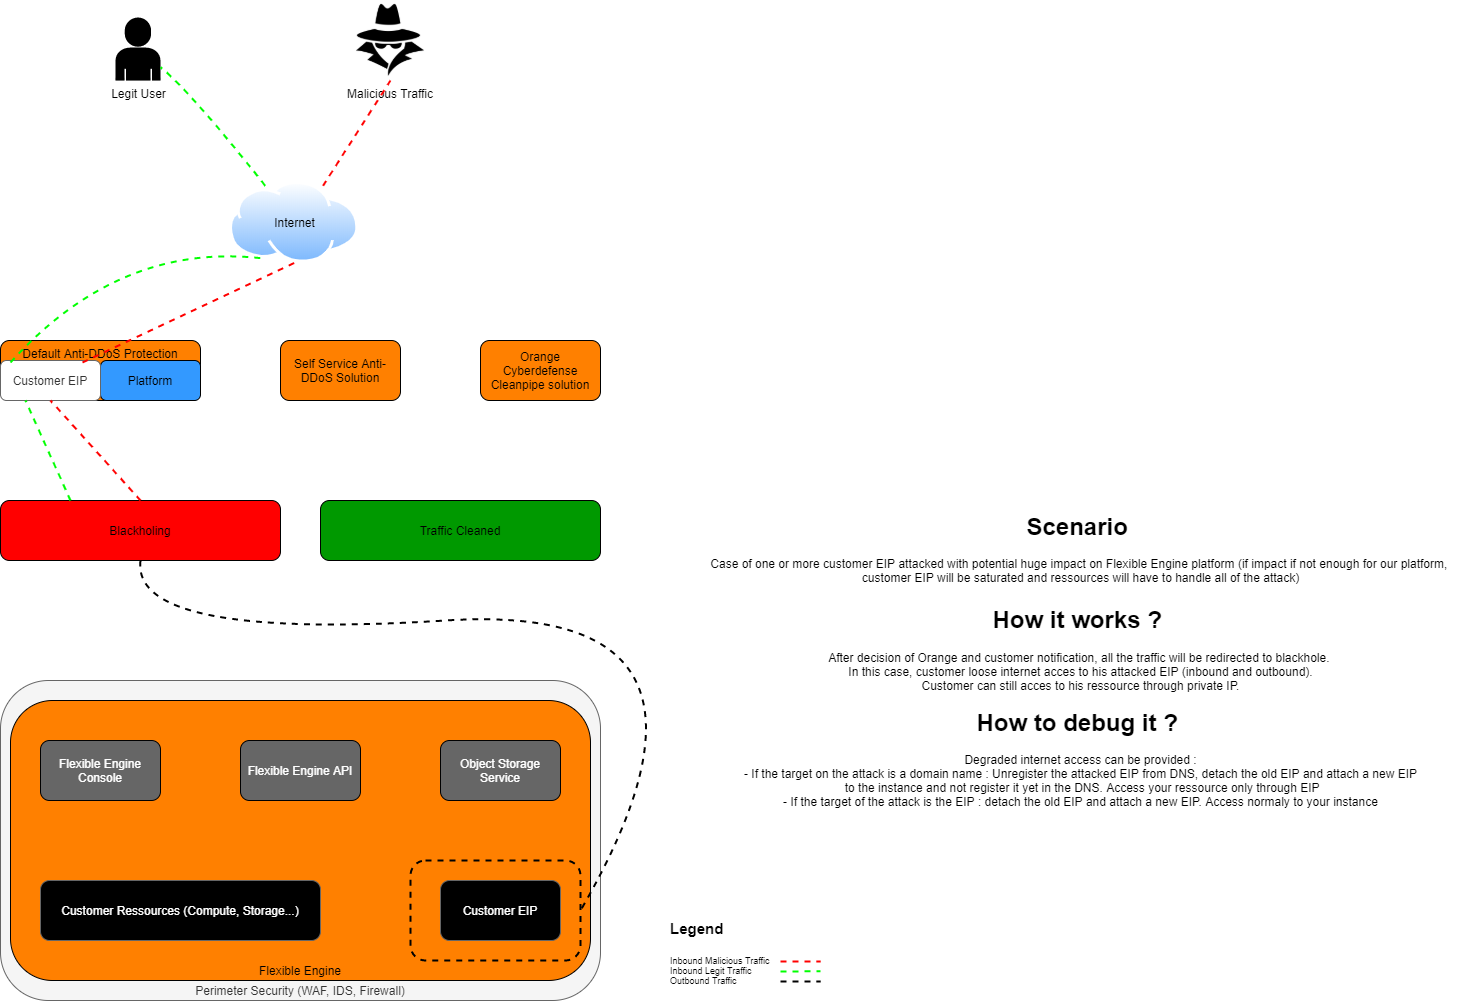 Legit User
Malicious Traffic
Internet
Default Anti-DDoS Protection
Customer EIP
Platform
Self Service Anti-
DDoS Solution
Orange
Cyberdefense
Cleanpipe solution
Blackholing
Traffic Cleaned
Scenario
Case of one or more customer EIP attacked with potential huge impact on Flexible Engine platform (if impact if not enough for our platform,
customer EIP will be saturated and ressources will have to handle all of the attack)
How it works ?
After decision of Orange and customer notification, all the traffic will be redirected to blackhole.
In this case, customer loose internet acces to his attacked EIP (inbound and outbound).
Customer can still acces to his ressource through private IP.
How to debug it ?
Degraded internet access can be provided :
- If the target on the attack is a domain name : Unregister the attacked EIP from DNS, detach the old EIP and attach a new EIP
to the instance and not register it yet in the DNS. Access your ressource only through EIP
- If the target of the attack is the EIP : detach the old EIP and attach a new EIP. Access normaly to your instance
Flexible Engine
Console
Flexible Engine API
Object Storage
Service
Customer Ressources (Compute, Storage...)
Customer EIP
Flexible Engine
Perimeter Security (WAF, IDS, Firewall)
Legend
Inbound Malicious Traffic
Inbound Legit Traffic
Outbound Traffic